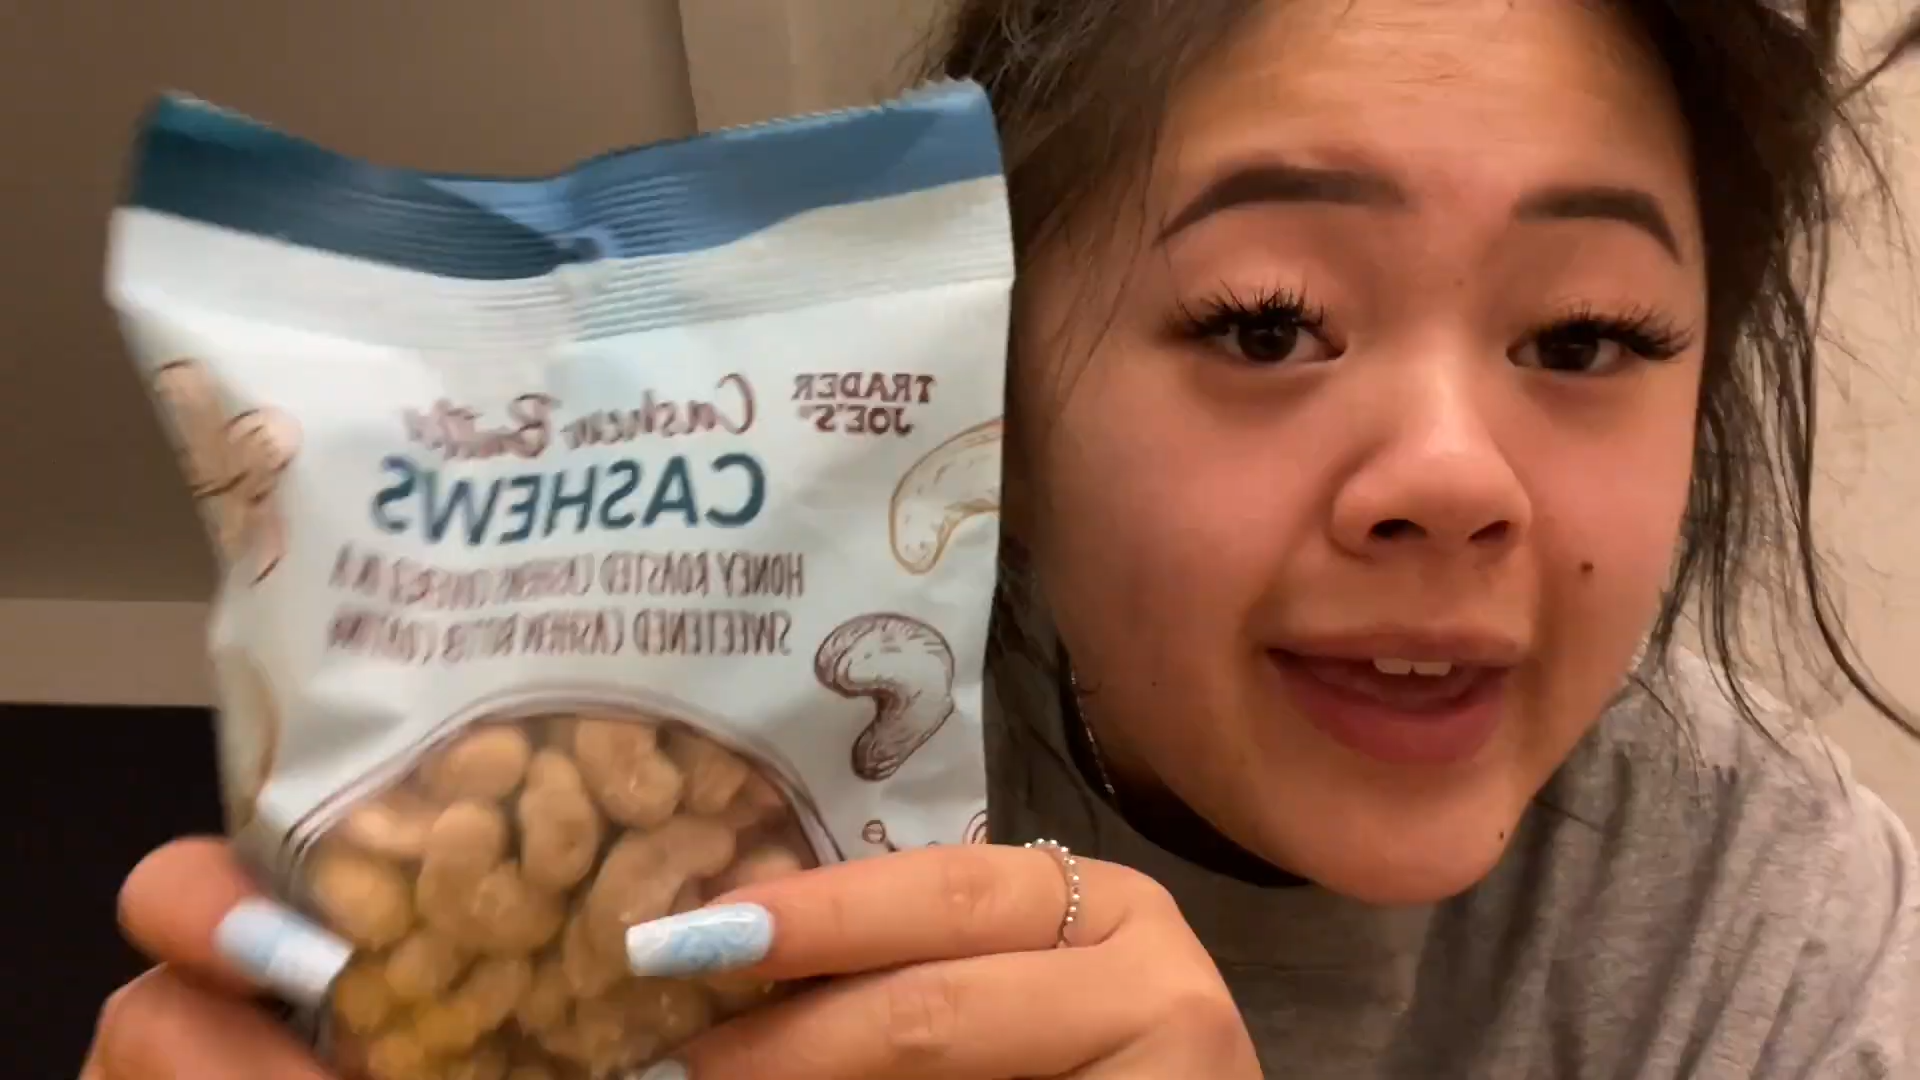 TRADER
JOE'S®
Cashew Butter
CASHEWS
HONEY ROASTED CASHEWS COVERED IN A
SWEETENED CASHEW BUTTER COATING